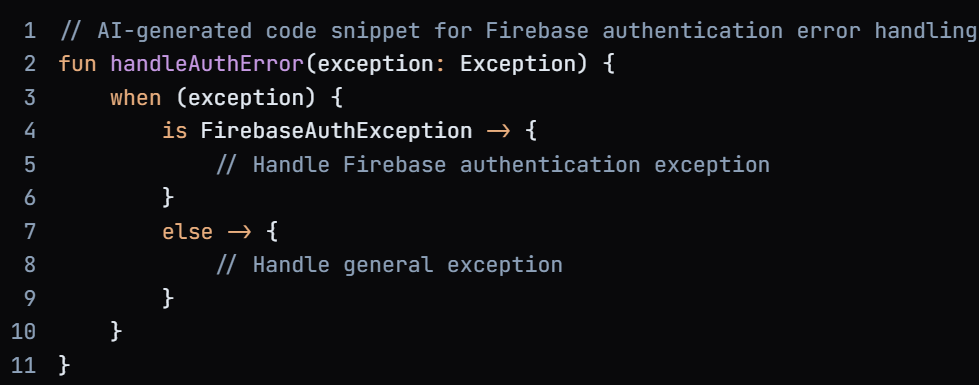 1 // AI-generated code snippet for Firebase authentication error handling
2 fun handleAuthError(exception: Exception) {
3     when (exception) {
4         is FirebaseAuthException -> {
5             // Handle Firebase authentication exception
6         }
7         else -> {
8             // Handle general exception
9         }
10     }
11 }